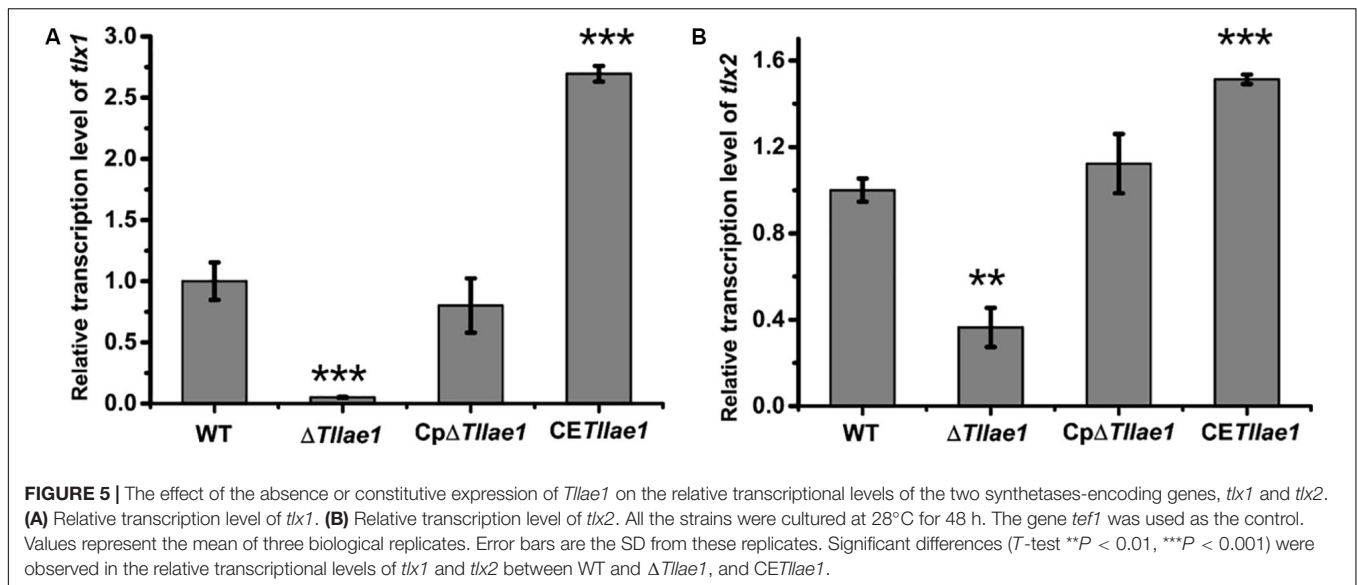 A
Relative transcription level of tlx1
3.0
2.5
2.0
1.5
1.0
0.5
0.0
***
***
WT
ΔTllae1
CpΔTllae1
CETllae1
B
Relative transcription level of tlx2
1.6
1.2
0.8
0.4
0.0
**
***
WT
ΔTllae1
CpΔTllae1
CETllae1
FIGURE 5 | The effect of the absence or constitutive expression of Tllae1 on the relative transcriptional levels of the two synthetases-encoding genes, tlx1 and tlx2.
(A) Relative transcription level of tlx1. (B) Relative transcription level of tlx2. All the strains were cultured at 28°C for 48 h. The gene tef1 was used as the control.
Values represent the mean of three biological replicates. Error bars are the SD from these replicates. Significant differences (T-test **P < 0.01, ***P < 0.001) were
observed in the relative transcriptional levels of tlx1 and tlx2 between WT and ΔTllae1, and CETllae1.